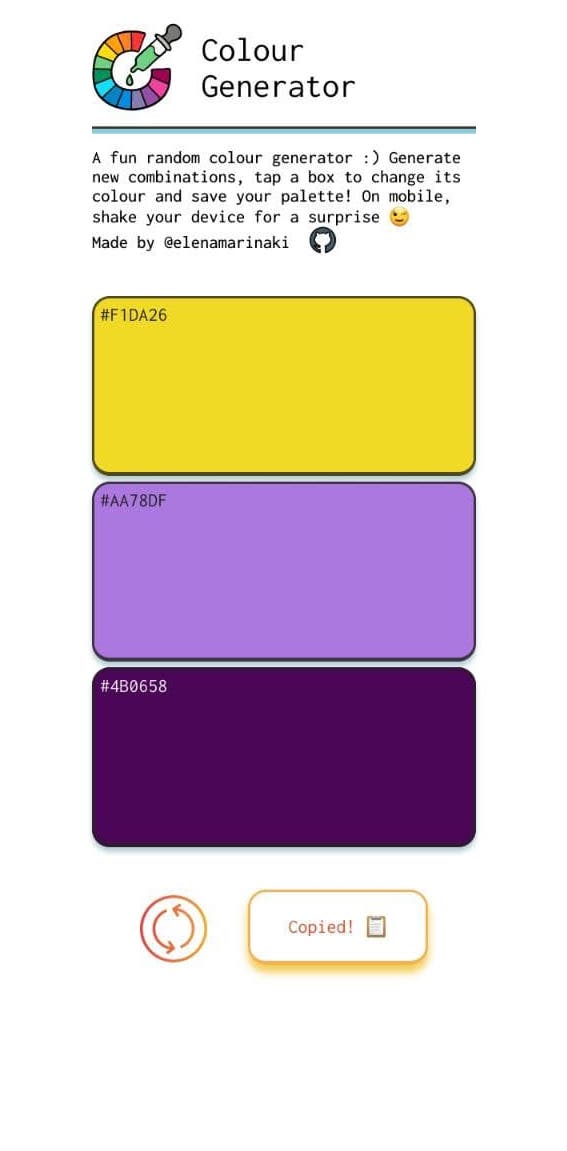 Colour
Generator
A fun random colour generator :) Generate
new combinations, tap a box to change its
colour and save your palette! On mobile,
shake your device for a surprise 😉
Made by @elenamarinaki
#F1DA26
#AA78DF
#4B0658
Copied! 📋